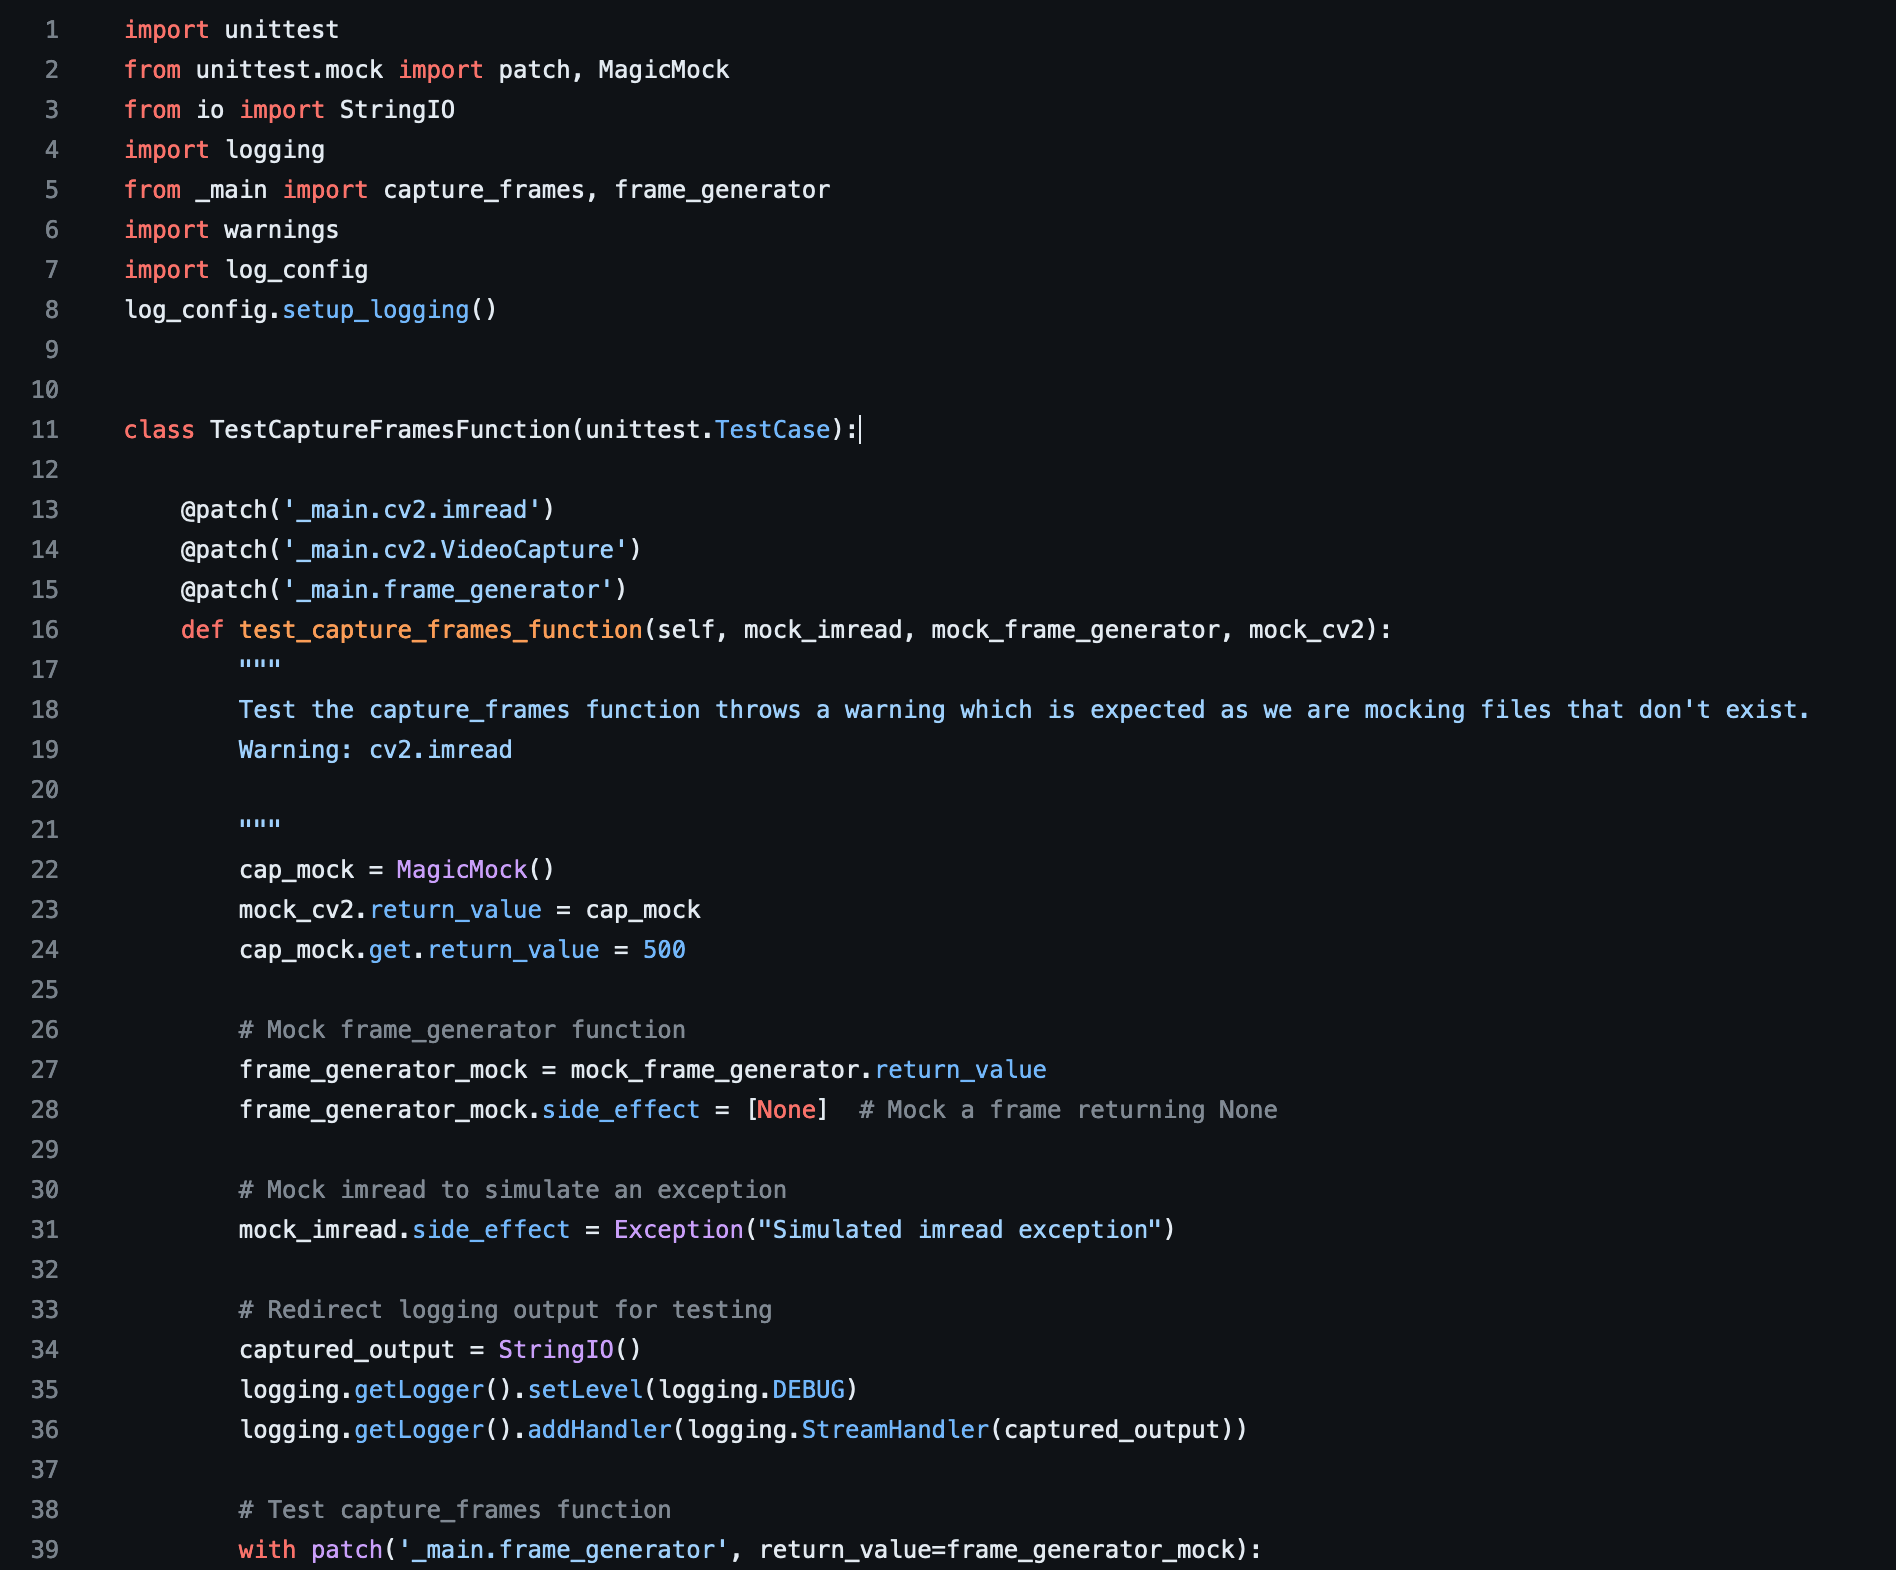 1 import unittest
2 from unittest.mock import patch, MagicMock
3 from io import StringIO
4 import logging
5 from _main import capture_frames, frame_generator
6 import warnings
7 import log_config
8 log_config.setup_logging()
9
10
11 class TestCaptureFramesFunction(unittest.TestCase):
12
13     @patch('_main.cv2.imread')
14     @patch('_main.cv2.VideoCapture')
15     @patch('_main.frame_generator')
16     def test_capture_frames_function(self, mock_imread, mock_frame_generator, mock_cv2):
17         """
18         Test the capture_frames function throws a warning which is expected as we are mocking files that don't exist.
19         Warning: cv2.imread
20
21         """
22         cap_mock = MagicMock()
23         mock_cv2.return_value = cap_mock
24         cap_mock.get.return_value = 500
25
26         # Mock frame_generator function
27         frame_generator_mock = mock_frame_generator.return_value
28         frame_generator_mock.side_effect = [None]  # Mock a frame returning None
29
30         # Mock imread to simulate an exception
31         mock_imread.side_effect = Exception("Simulated imread exception")
32
33         # Redirect logging output for testing
34         captured_output = StringIO()
35         logging.getLogger().setLevel(logging.DEBUG)
36         logging.getLogger().addHandler(logging.StreamHandler(captured_output))
37
38         # Test capture_frames function
39         with patch('_main.frame_generator', return_value=frame_generator_mock):